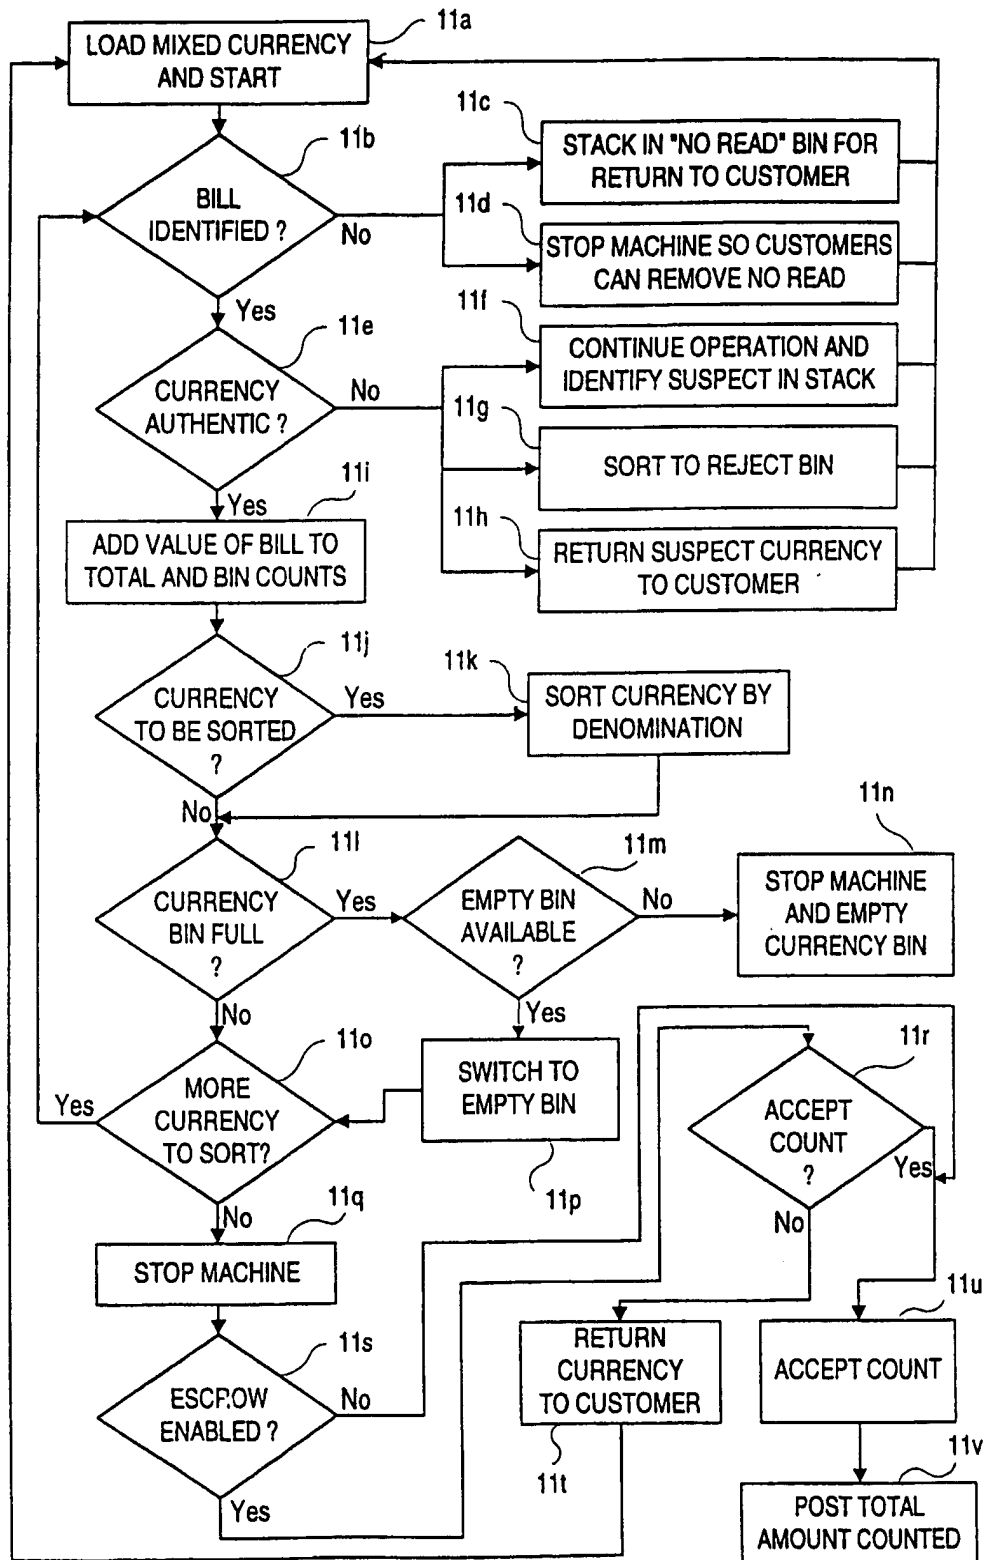 11a
LOAD MIXED CURRENCY
AND START
11b
BILL
IDENTIFIED ?
No
Yes
11c
STACK IN "NO READ" BIN FOR
RETURN TO CUSTOMER
11d
STOP MACHINE SO CUSTOMERS
CAN REMOVE NO READ
11e
CURRENCY
AUTHENTIC ?
No
Yes
11f
CONTINUE OPERATION AND
IDENTIFY SUSPECT IN STACK
11g
SORT TO REJECT BIN
11h
RETURN SUSPECT CURRENCY
TO CUSTOMER
11i
ADD VALUE OF BILL TO
TOTAL AND BIN COUNTS
11j
CURRENCY
TO BE SORTED
?
Yes
No
11k
SORT CURRENCY BY
DENOMINATION
11l
CURRENCY
BIN FULL
?
Yes
No
11m
EMPTY BIN
AVAILABLE
?
No
Yes
11n
STOP MACHINE
AND EMPTY
CURRENCY BIN
11o
MORE
CURRENCY
TO SORT?
Yes
No
SWITCH TO
EMPTY BIN
11p
11r
ACCEPT
COUNT
?
Yes
No
11q
STOP MACHINE
11s
ESCROW
ENABLED ?
No
Yes
RETURN
CURRENCY
TO CUSTOMER
11t
11u
ACCEPT COUNT
11v
POST TOTAL
AMOUNT COUNTED